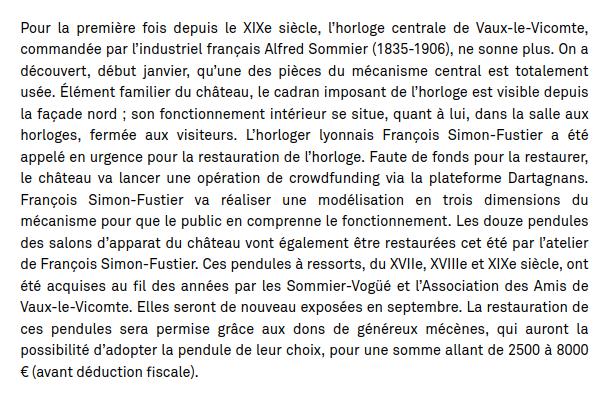 Pour la première fois depuis le XIXe siècle, l'horloge centrale de Vaux-le-Vicomte,
commandée par l'industriel français Alfred Sommier (1835-1906), ne sonne plus. On a
découvert, début janvier, qu'une des pièces du mécanisme central est totalement
usée. Élément familier du château, le cadran imposant de l'horloge est visible depuis
la façade nord ; son fonctionnement intérieur se situe, quant à lui, dans la salle aux
horloges, fermée aux visiteurs. L'horloger lyonnais François Simon-Fustier a été
appelé en urgence pour la restauration de l'horloge. Faute de fonds pour la restaurer,
le château va lancer une opération de crowdfunding via la plateforme Dartagnans.
François Simon-Fustier va réaliser une modélisation en trois dimensions du
mécanisme pour que le public en comprenne le fonctionnement. Les douze pendules
des salons d'apparat du château vont également être restaurées cet été par l'atelier
de François Simon-Fustier. Ces pendules à ressorts, du XVIIe, XVIIIe et XIXe siècle, ont
été acquises au fil des années par les Sommier-Vogüé et l'Association des Amis de
Vaux-le-Vicomte. Elles seront de nouveau exposées en septembre. La restauration de
ces pendules sera permise grâce aux dons de généreux mécènes, qui auront la
possibilité d'adopter la pendule de leur choix, pour une somme allant de 2500 à 8000
€ (avant déduction fiscale).